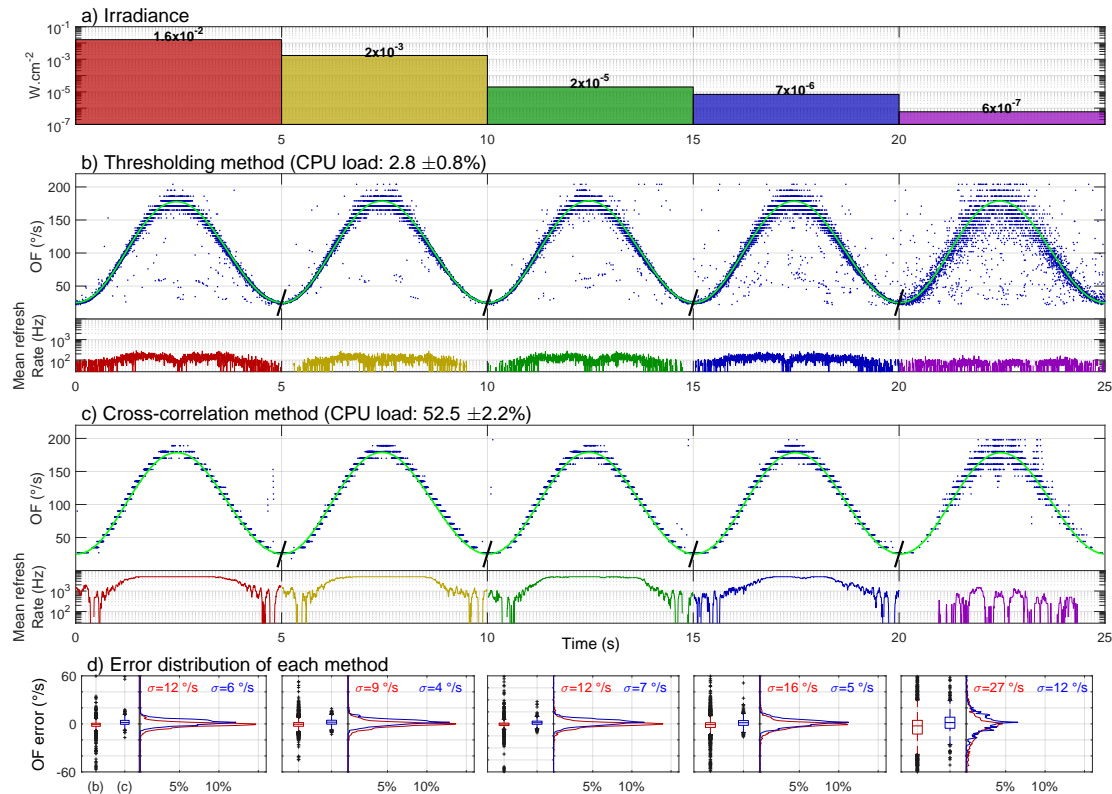 a) Irradiance
10^-1
10^-3
10^-5
10^-7
W.cm^-2
1.6x10^-2
2x10^-3
2x10^-5
7x10^-6
6x10^-7
0 5 10 15 20 25
b) Thresholding method (CPU load: 2.8 ±0.8%)
200
150
100
50
OF (°/s)
10^3
10^2
Mean refresh
Rate (Hz)
0 5 10 15 20 25
c) Cross-correlation method (CPU load: 52.5 ±2.2%)
200
150
100
50
OF (°/s)
10^3
10^2
Mean refresh
Rate (Hz)
0 5 10 15 20 25
Time (s)
d) Error distribution of each method
60
0
-60
OF error (°/s)
σ=12 °/s σ=6 °/s
σ=9 °/s σ=4 °/s
σ=12 °/s σ=7 °/s
σ=16 °/s σ=5 °/s
σ=27 °/s σ=12 °/s
(b) (c) 5% 10% 5% 10% 5% 10% 5% 10% 5% 10%